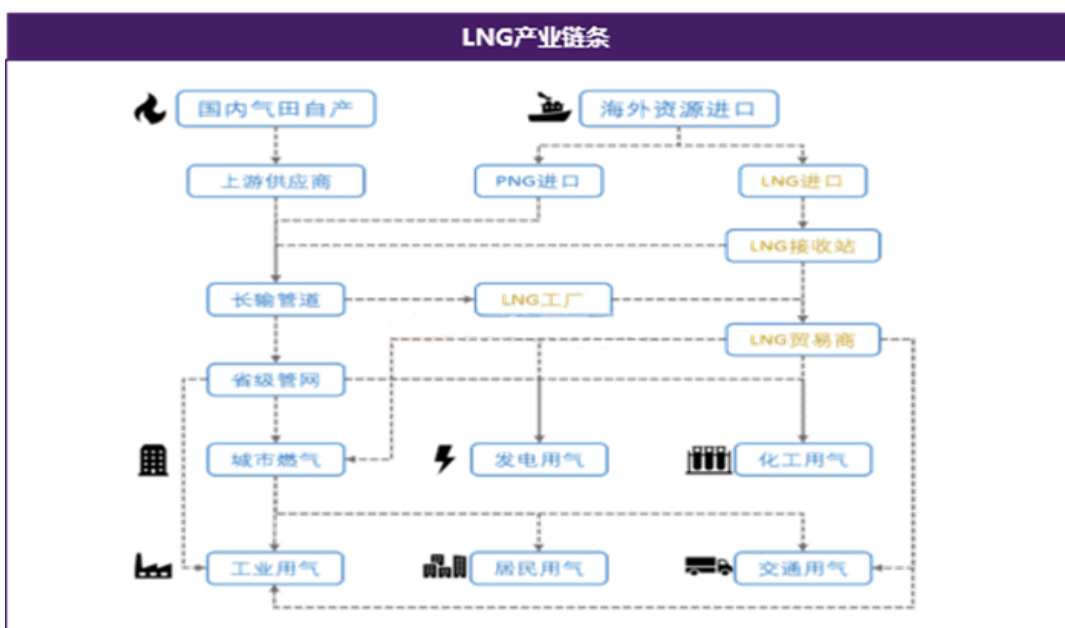 LNG产业链条
国内气田自产
海外资源进口
上游供应商
PNG进口
LNG进口
LNG接收站
长输管道
LNG工厂
LNG贸易商
省级管网
城市燃气
发电用气
化工用气
工业用气
居民用气
交通用气